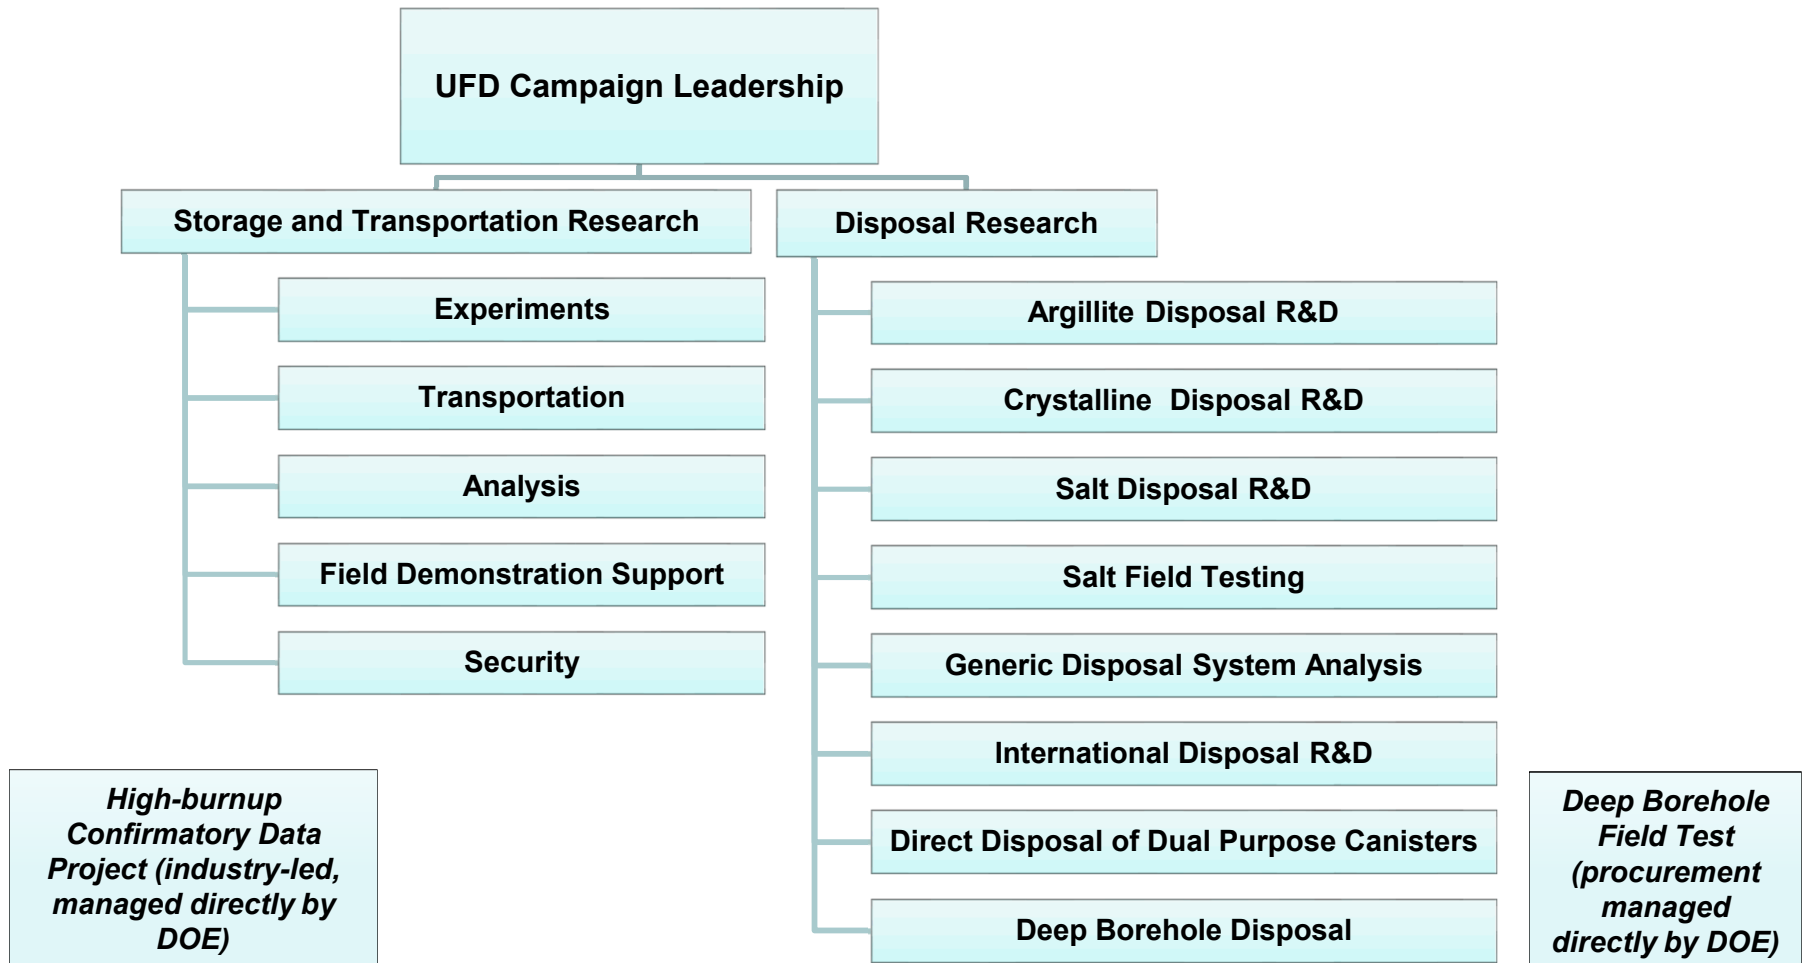 UFD Campaign Leadership
Storage and Transportation Research
Experiments
Transportation
Analysis
Field Demonstration Support
Security
Disposal Research
Argillite Disposal R&D
Crystalline Disposal R&D
Salt Disposal R&D
Salt Field Testing
Generic Disposal System Analysis
International Disposal R&D
Direct Disposal of Dual Purpose Canisters
Deep Borehole Disposal
High-burnup
Confirmatory Data
Project (industry-led,
managed directly by
DOE)
Deep Borehole
Field Test
(procurement
managed
directly by DOE)